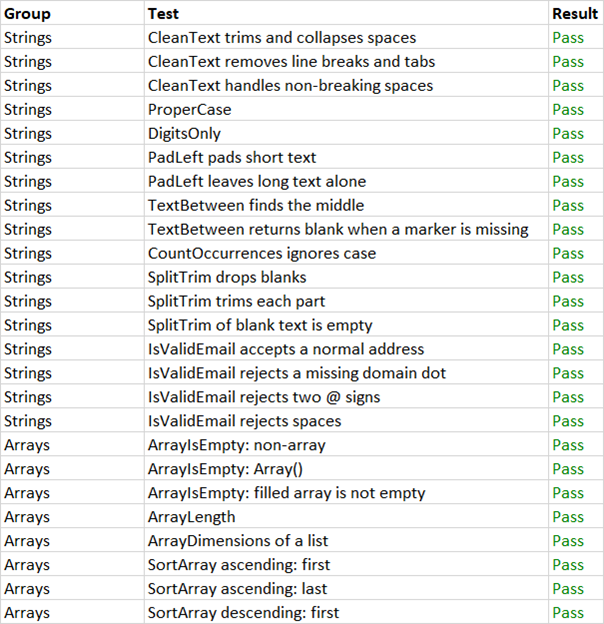 Group Test Result
Strings CleanText trims and collapses spaces Pass
Strings CleanText removes line breaks and tabs Pass
Strings CleanText handles non-breaking spaces Pass
Strings ProperCase Pass
Strings DigitsOnly Pass
Strings PadLeft pads short text Pass
Strings PadLeft leaves long text alone Pass
Strings TextBetween finds the middle Pass
Strings TextBetween returns blank when a marker is missing Pass
Strings CountOccurrences ignores case Pass
Strings SplitTrim drops blanks Pass
Strings SplitTrim trims each part Pass
Strings SplitTrim of blank text is empty Pass
Strings IsValidEmail accepts a normal address Pass
Strings IsValidEmail rejects a missing domain dot Pass
Strings IsValidEmail rejects two @ signs Pass
Strings IsValidEmail rejects spaces Pass
Arrays ArrayIsEmpty: non-array Pass
Arrays ArrayIsEmpty: Array() Pass
Arrays ArrayIsEmpty: filled array is not empty Pass
Arrays ArrayLength Pass
Arrays ArrayDimensions of a list Pass
Arrays SortArray ascending: first Pass
Arrays SortArray ascending: last Pass
Arrays SortArray descending: first Pass